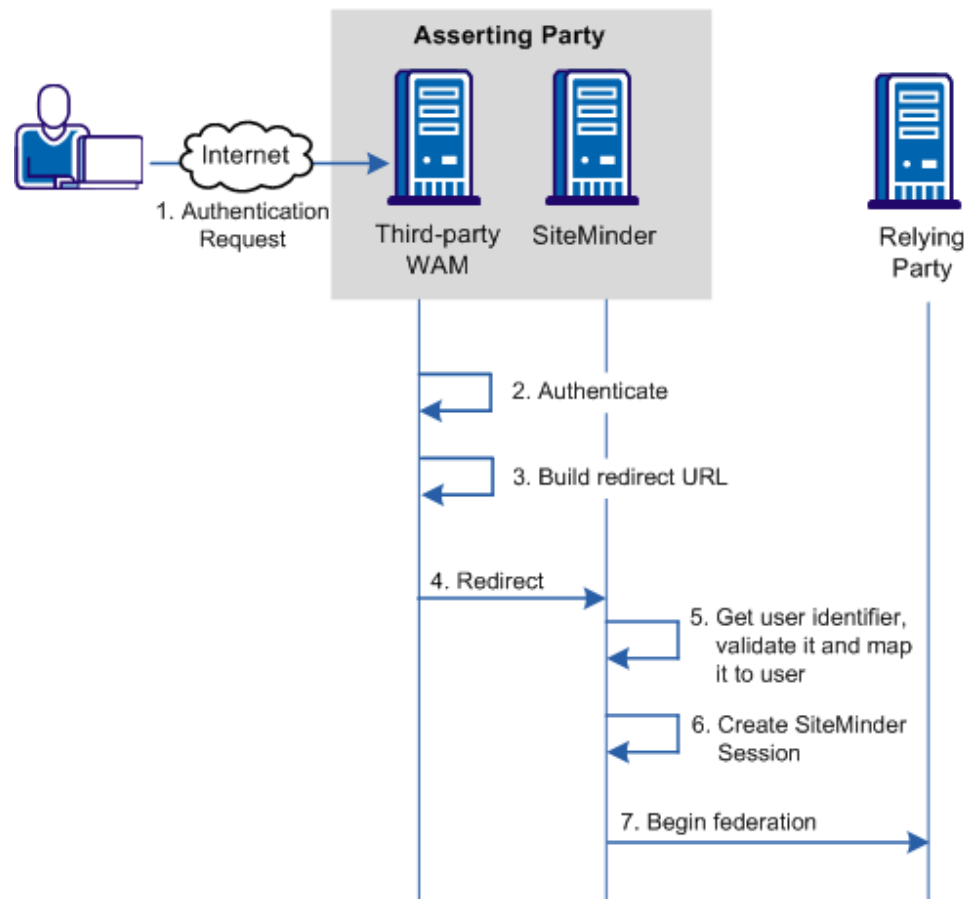 Asserting Party
Internet
1. Authentication
Request
Third-party
WAM
SiteMinder
Relying
Party
2. Authenticate
3. Build redirect URL
4. Redirect
5. Get user identifier,
validate it and map
it to user
6. Create SiteMinder
Session
7. Begin federation